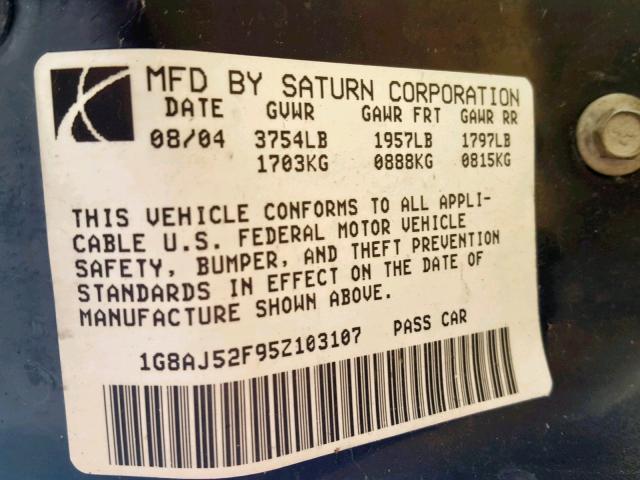 MFD BY SATURN CORPORATION
DATE GVWR GAWR FRT GAWR RR
08/04 3754LB 1957LB 1797LB
1703KG 0888KG 0815KG
THIS VEHICLE CONFORMS TO ALL APPLI-
CABLE U.S. FEDERAL MOTOR VEHICLE
SAFETY, BUMPER, AND THEFT PREVENTION
STANDARDS IN EFFECT ON THE DATE OF
MANUFACTURE SHOWN ABOVE.
1G8AJ52F95Z103107 PASS CAR